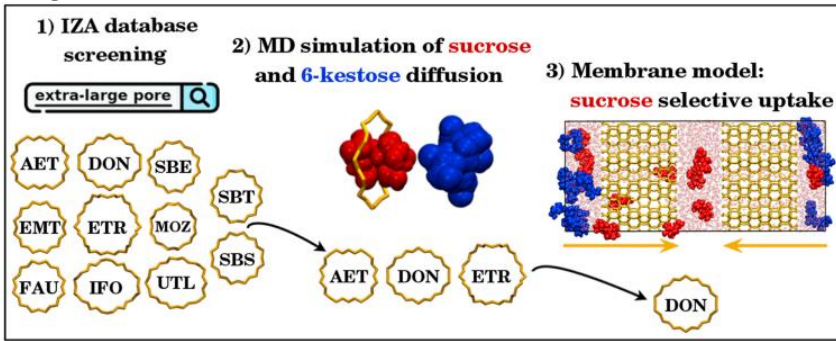 1) IZA database
screening
extra-large pore
AET
DON
SBE
SBT
EMT
ETR
MOZ
SBS
FAU
IFO
UTL
2) MD simulation of sucrose
and 6-kestose diffusion
AET
DON
ETR
3) Membrane model:
sucrose selective uptake
DON